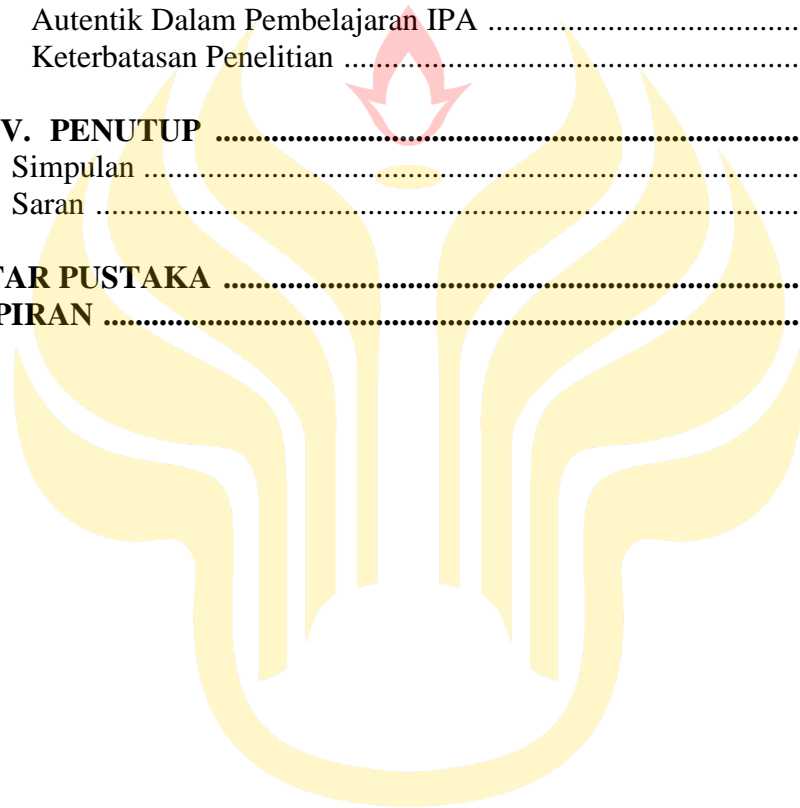 Autentik Dalam Pembelajaran IPA ........................................
Keterbatasan Penelitian ............................................................
V. PENUTUP ...........................................................................
Simpulan ....................................................................................
Saran ..........................................................................................
TAR PUSTAKA .........................................................................
PIRAN .........................................................................................